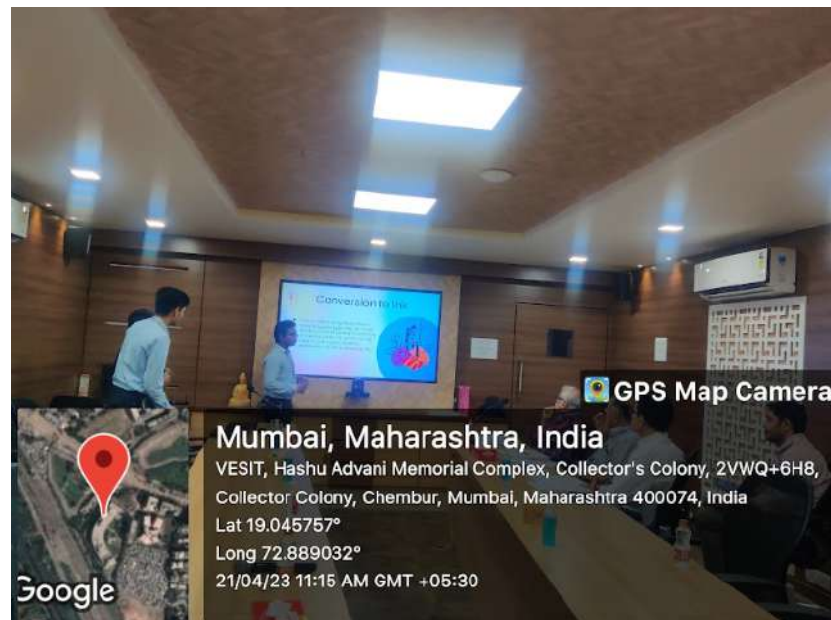 Conversion to Ink
GPS Map Camera
Mumbai, Maharashtra, India
VESIT, Hashu Advani Memorial Complex, Collector's Colony, 2VWQ+6H8,
Collector Colony, Chembur, Mumbai, Maharashtra 400074, India
Lat 19.045757°
Long 72.889032°
21/04/23 11:15 AM GMT +05:30
Google